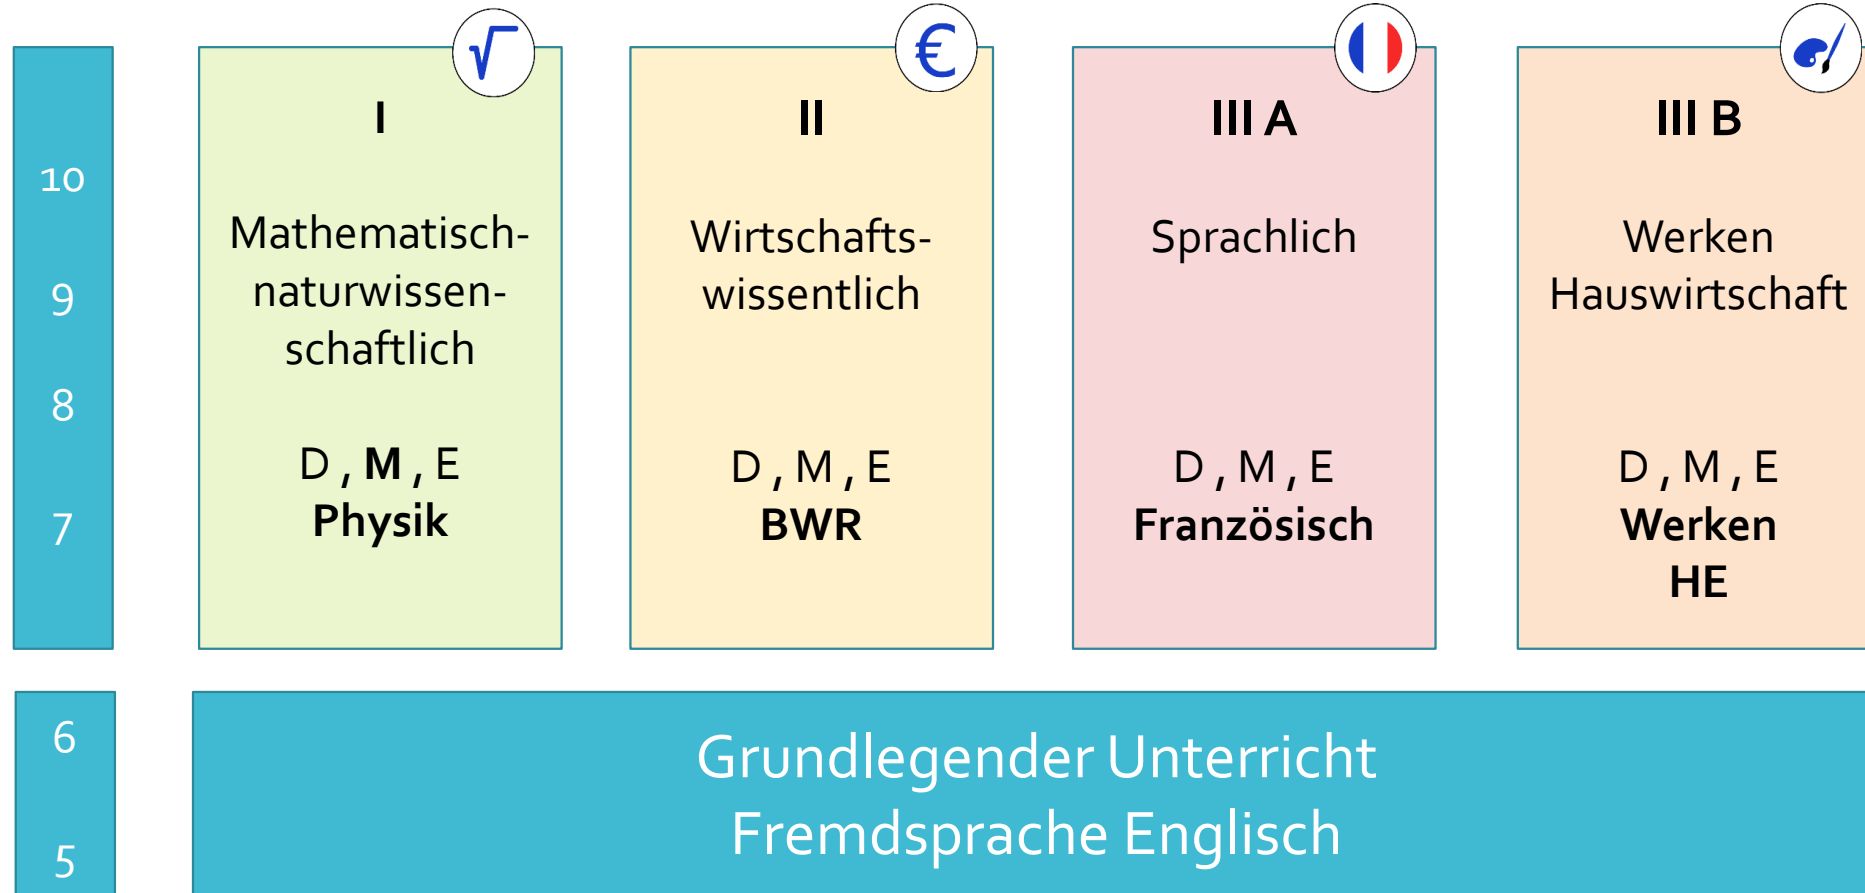 √
€
10
9
8
7
I
Mathematisch-
naturwissen-
schaftlich
D , M , E
Physik
II
Wirtschafts-
wissentlich
D , M , E
BWR
III A
Sprachlich
D , M , E
Französisch
III B
Werken
Hauswirtschaft
D , M , E
Werken
HE
6
5
Grundlegender Unterricht
Fremdsprache Englisch